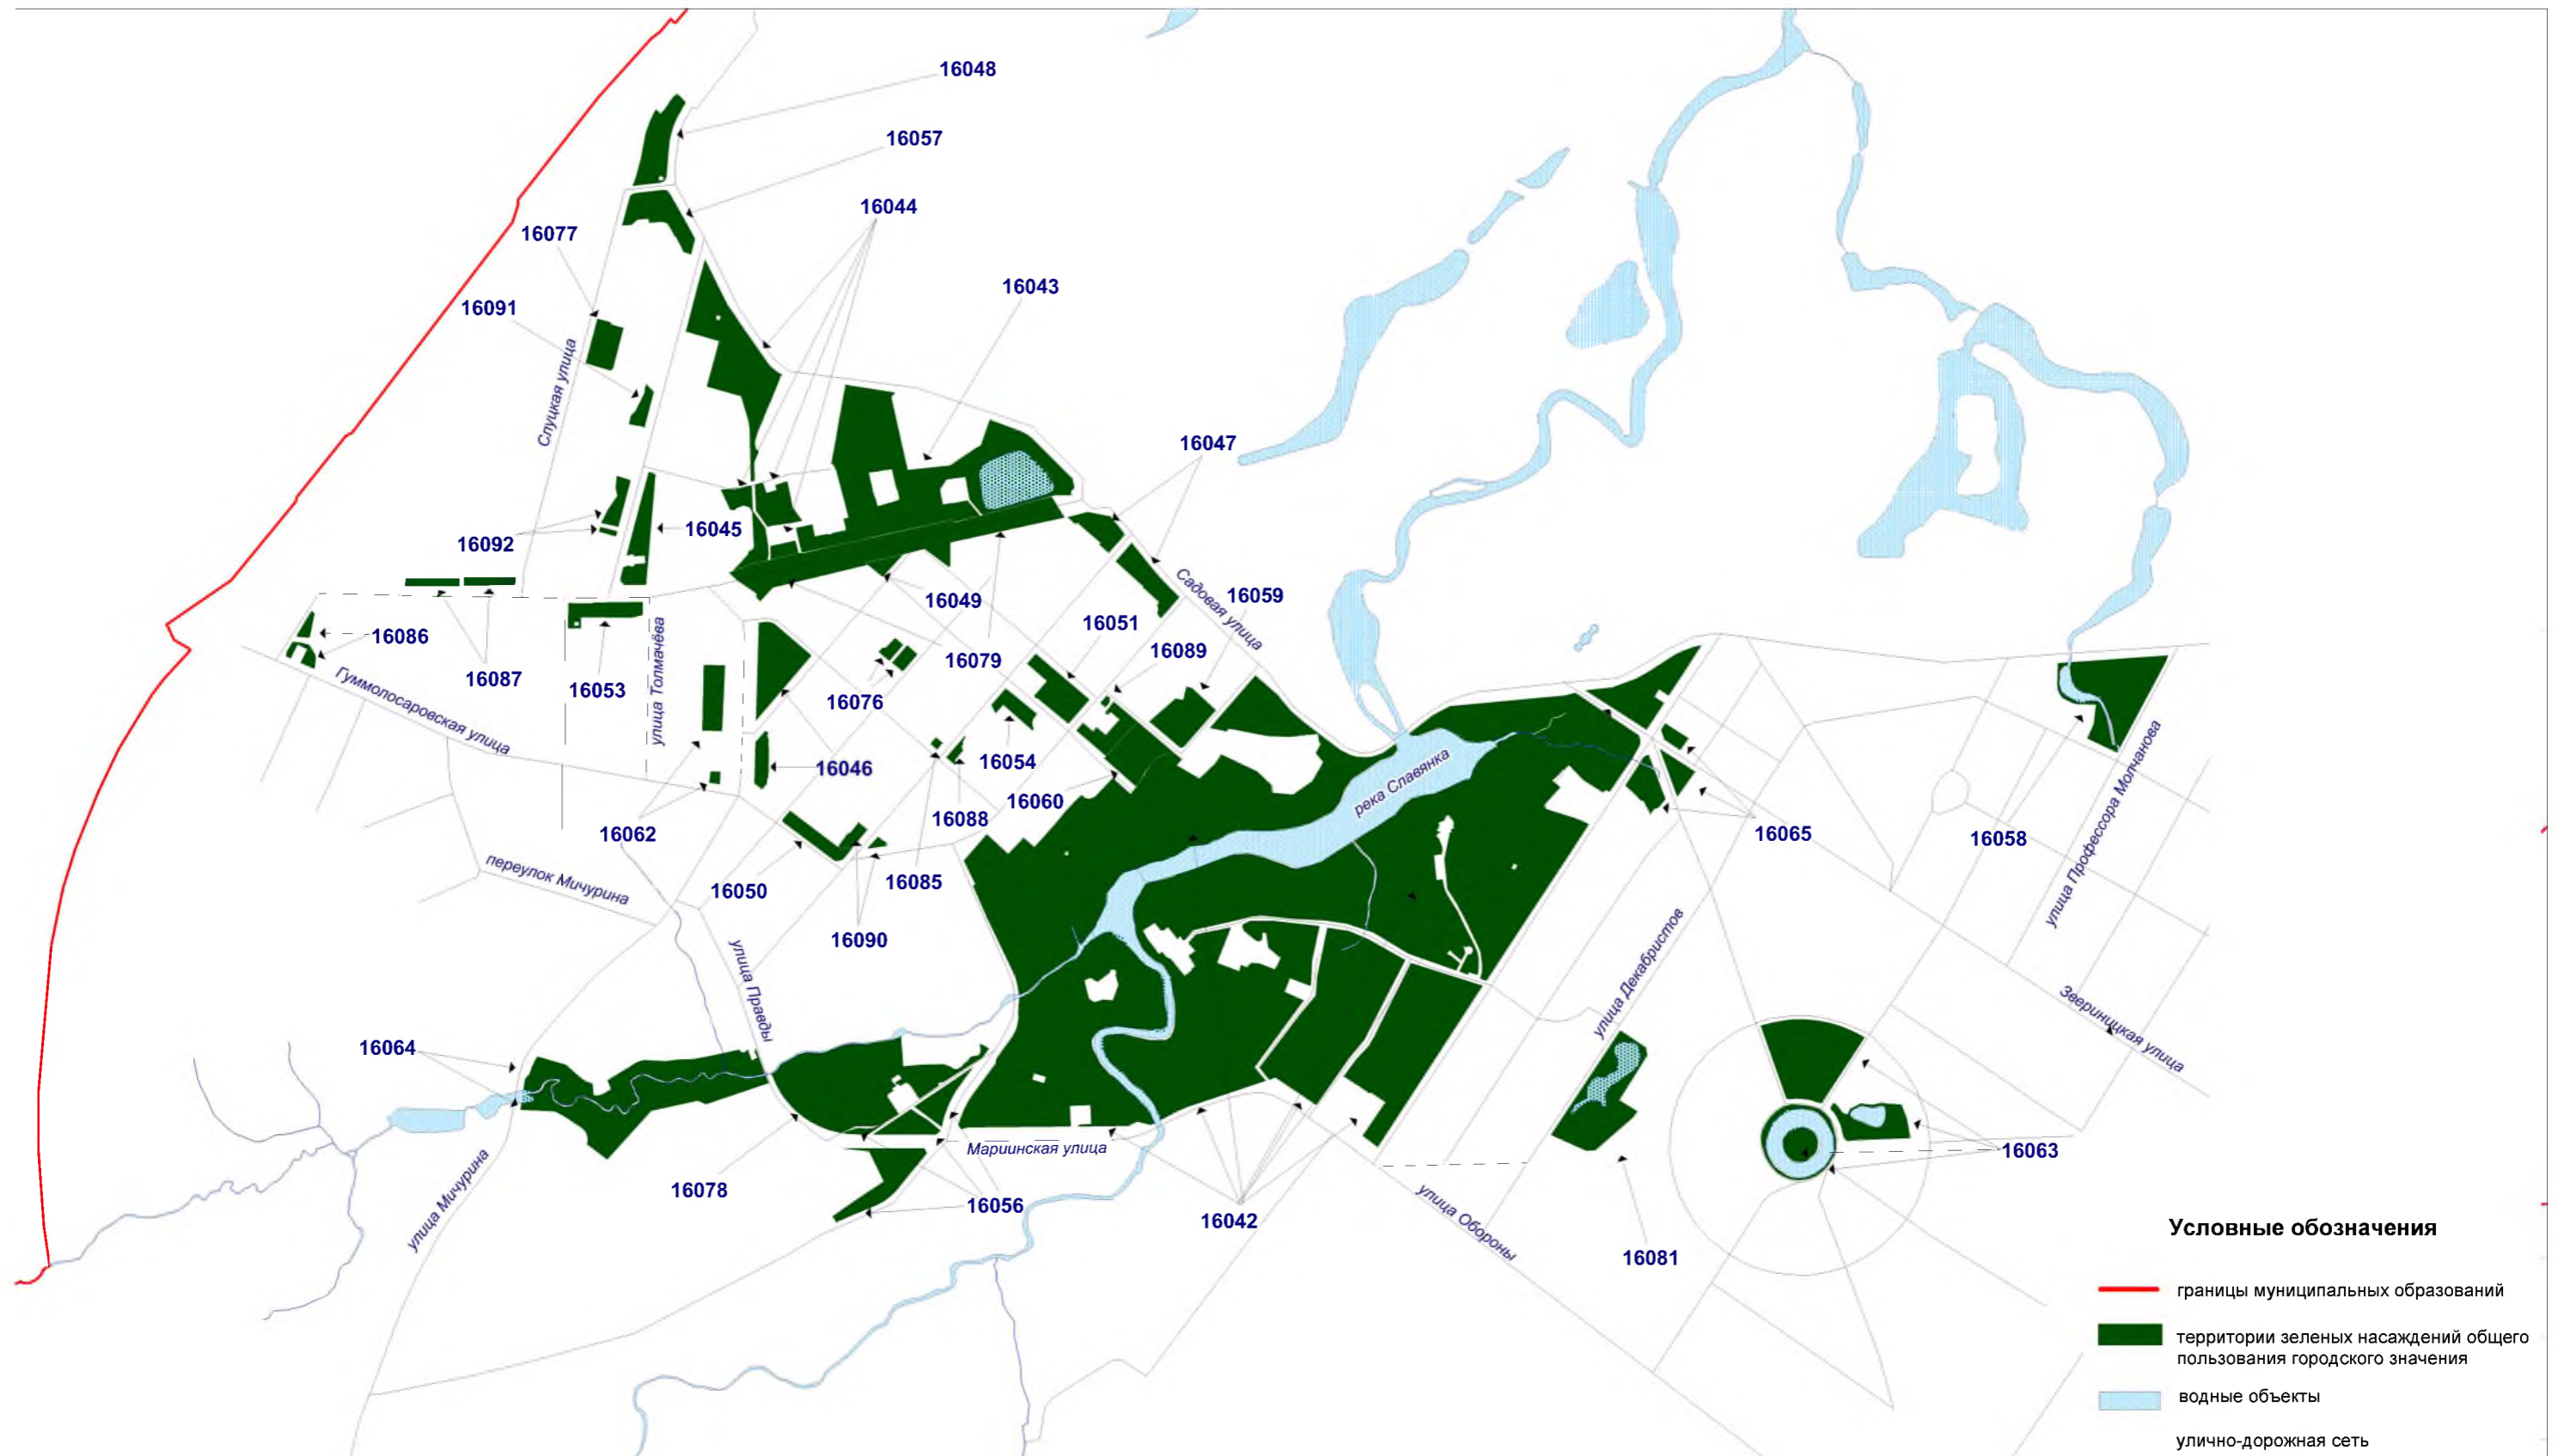 16048
16057
16044
16077
16043
16091
Слуцкая улица
16047
16045
16092
Садовая улица
16059
16049
16051
16086
16089
16079
16087
16053
улица Толмачёва
16076
Гуммолосаровская улица
16054
16046
река Славянка
16060
16088
16062
16065
16058
улица Профессора Молчанова
переулок Мичурина
16050
16085
16090
улица Правды
улица Декабристов
Звериницкая улица
16064
Мариинская улица
16063
16078
16056
16042
улица Мичурина
улица Обороны
16081
Условные обозначения
границы муниципальных образований
территории зеленых насаждений общего
пользования городского значения
водные объекты
улично-дорожная сеть